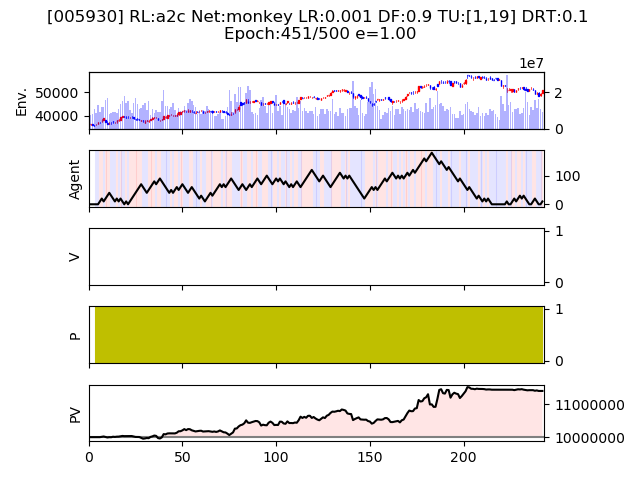 [005930] RL:a2c Net:monkey LR:0.001 DF:0.9 TU:[1,19] DRT:0.1
Epoch:451/500 e=1.00
1e7
Env.
50000
40000
2
0
Agent
100
0
V
1
0
P
1
0
PV
11000000
10000000
0 50 100 150 200